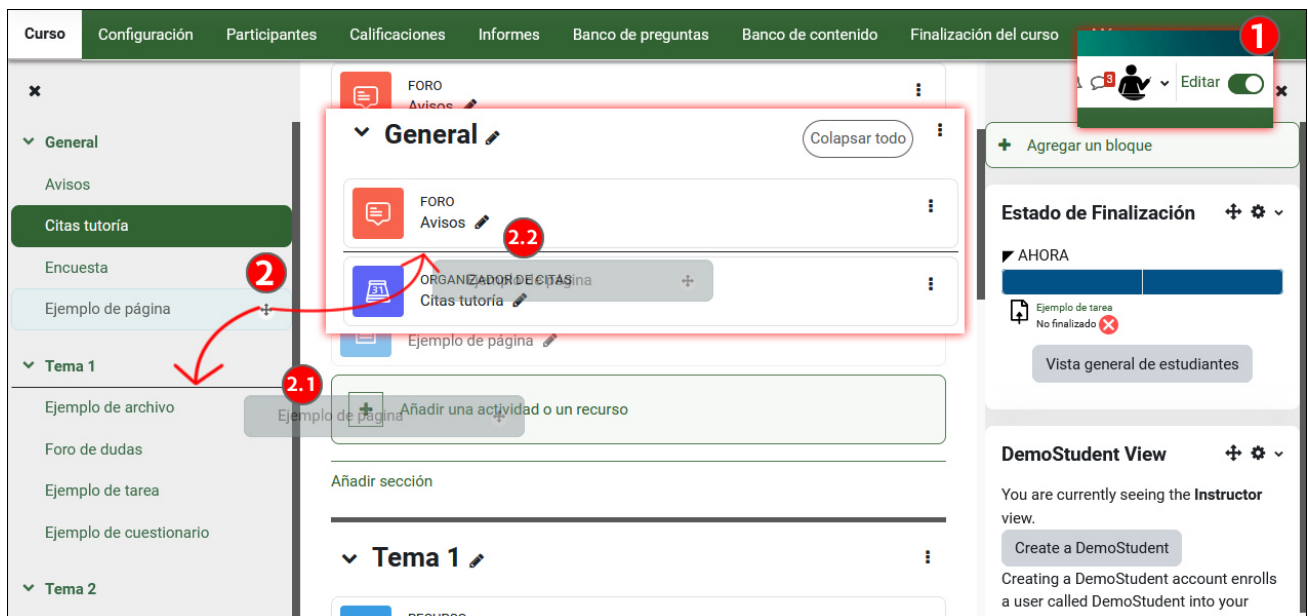 Curso Configuración Participantes Calificaciones Informes Banco de preguntas Banco de contenido Finalización del curso
1
3
Editar
General
Avisos
Citas tutoría
Encuesta
Ejemplo de página
2
Tema 1
Ejemplo de archivo
Foro de dudas
Ejemplo de tarea
Ejemplo de cuestionario
Tema 2
FORO
Avisos
General
Colapsar todo
FORO
Avisos
2.2
ORGANIZADOR DE CITAS
Ejemplo de página
Citas tutoría
31
Ejemplo de página
2.1
Ejemplo de página
Añadir una actividad o un recurso
Añadir sección
Tema 1
RECURSO
Agregar un bloque
Estado de Finalización
AHORA
Ejemplo de tarea
No finalizado
Vista general de estudiantes
DemoStudent View
You are currently seeing the Instructor
view.
Create a DemoStudent
Creating a DemoStudent account enrolls
a user called DemoStudent into your